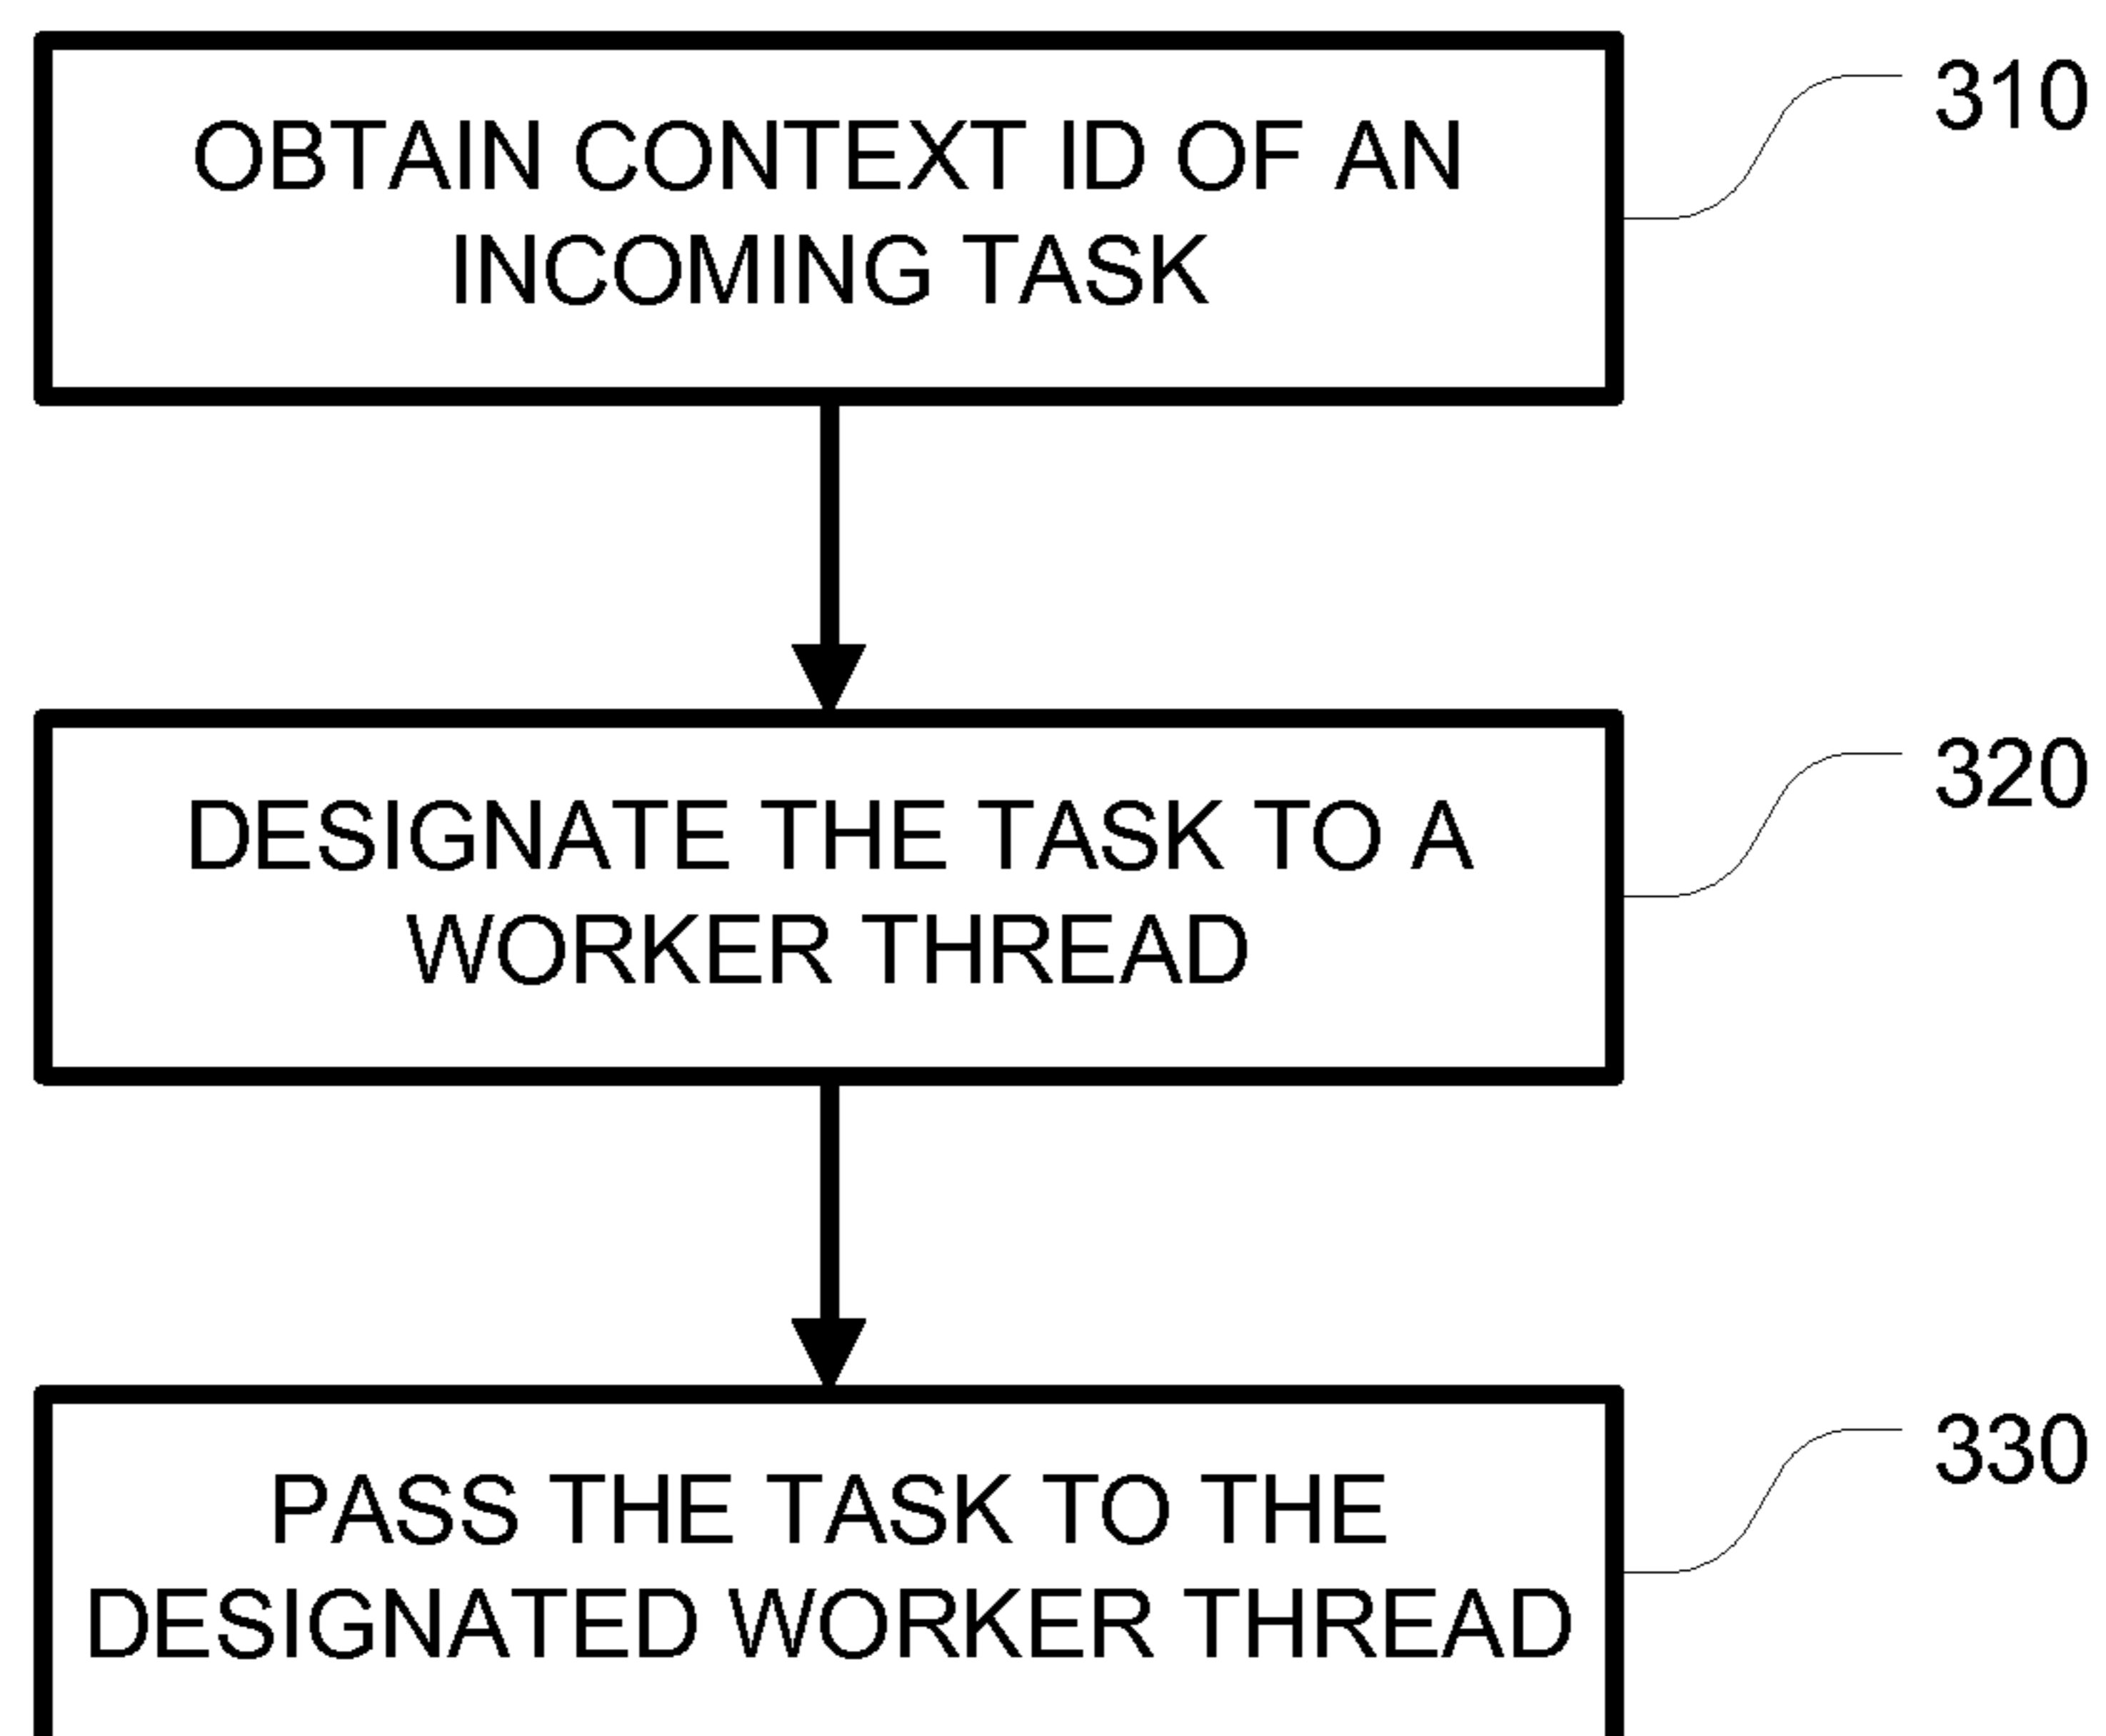 OBTAIN CONTEXT ID OF AN
INCOMING TASK
310
DESIGNATE THE TASK TO A
WORKER THREAD
320
PASS THE TASK TO THE
DESIGNATED WORKER THREAD
330